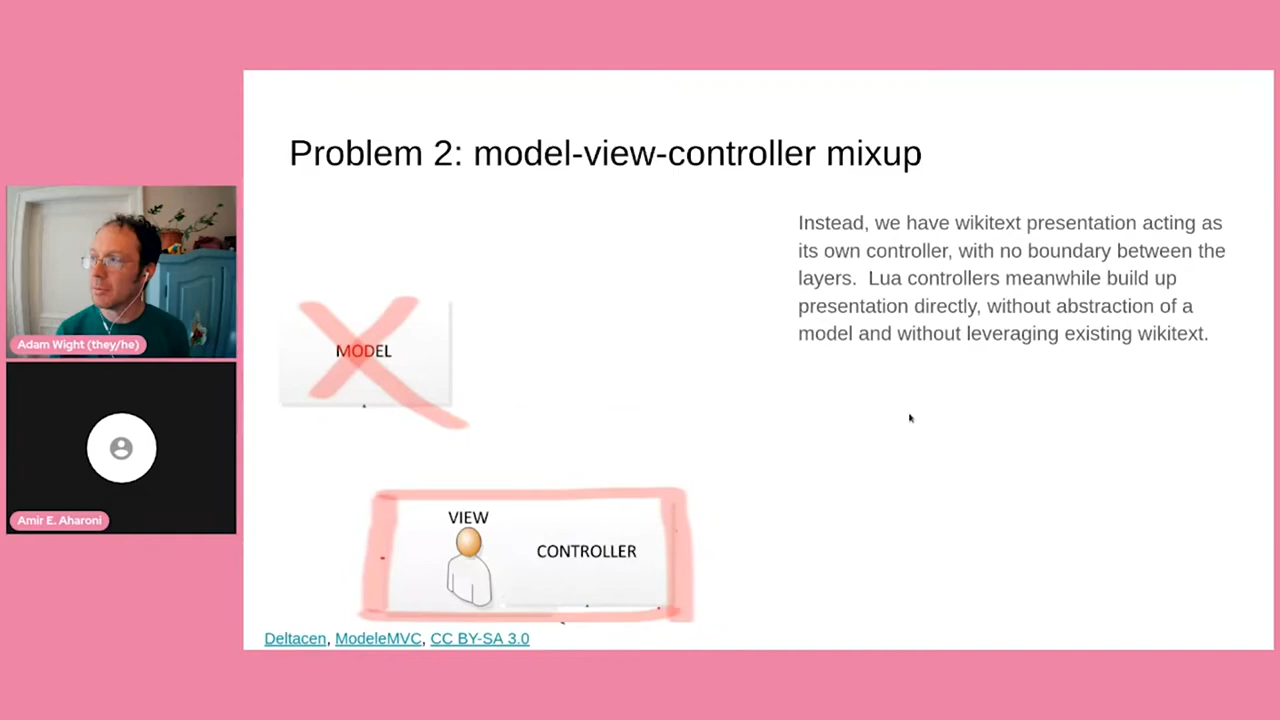 Problem 2: model-view-controller mixup
Instead, we have wikitext presentation acting as
its own controller, with no boundary between the
layers.  Lua controllers meanwhile build up
presentation directly, without abstraction of a
model and without leveraging existing wikitext.
MODEL
VIEW
CONTROLLER
Deltacen, ModeleMVC, CC BY-SA 3.0
Adam Wight (they/he)
Amir E. Aharoni